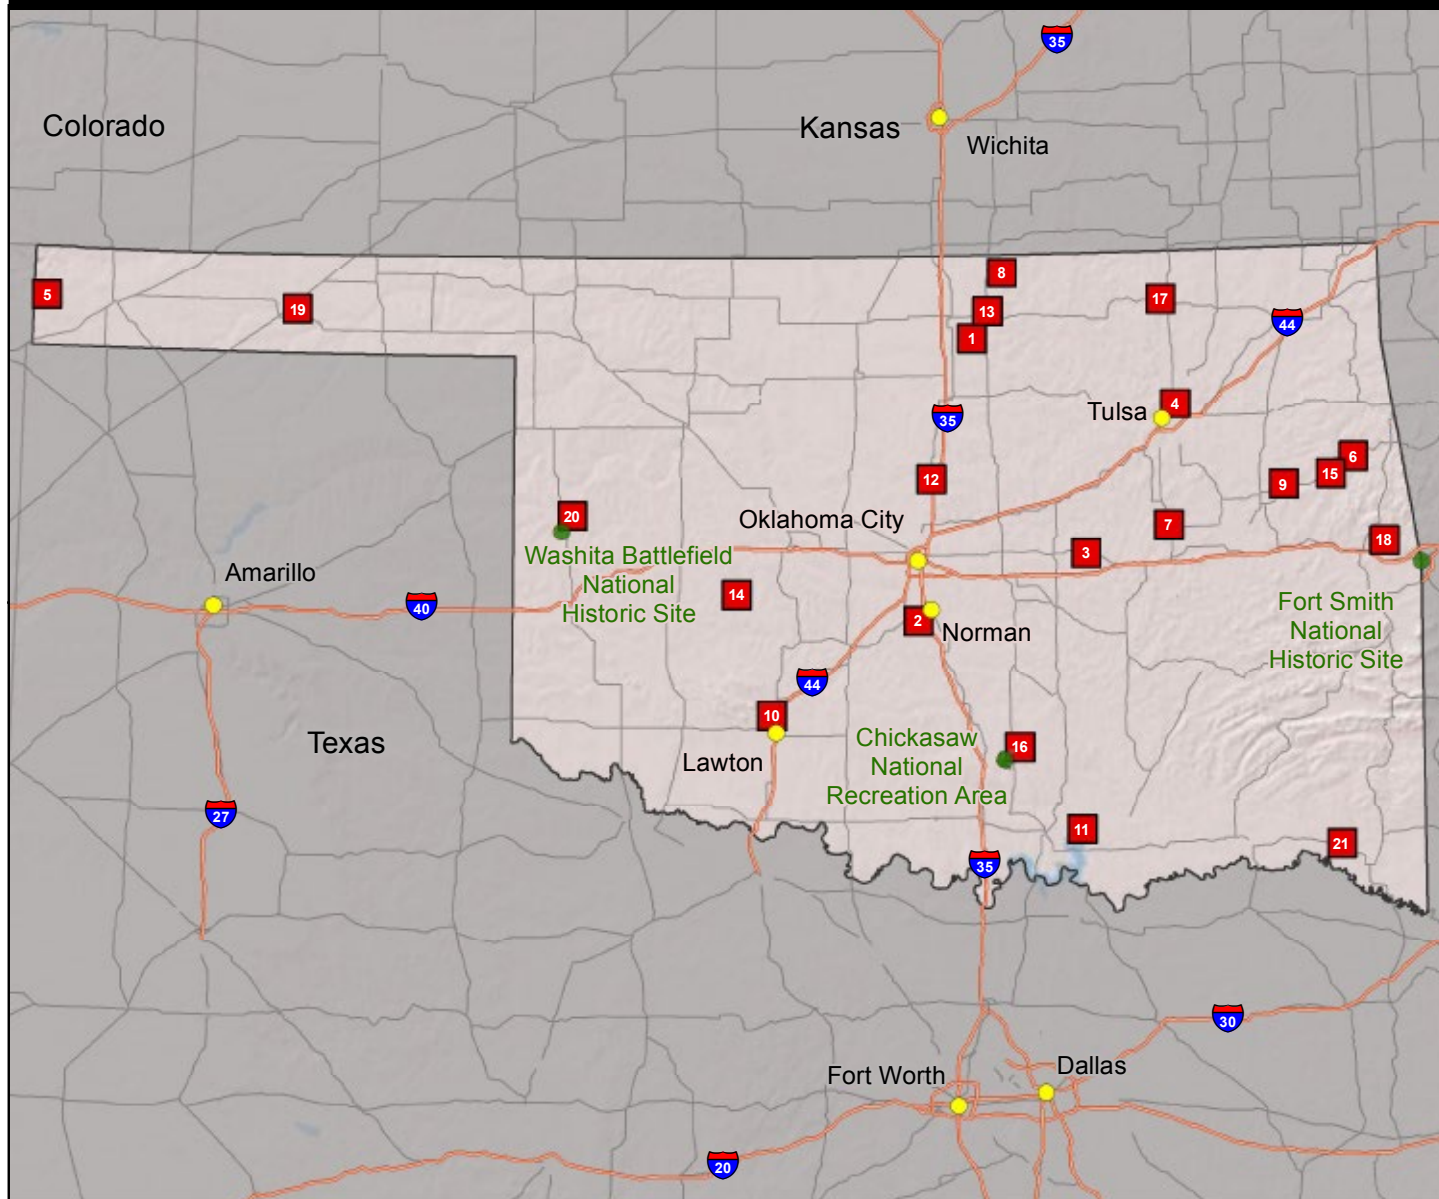 35
Colorado
Kansas
Wichita
8
5
17
19
13
44
1
4
Tulsa
35
6
15
12
9
20
Oklahoma City
7
18
Washita Battlefield
National
Historic Site
3
Amarillo
14
40
Fort Smith
National
Historic Site
2
Norman
44
10
Texas
Chickasaw
National
Recreation Area
16
Lawton
27
11
21
35
30
Dallas
Fort Worth
20